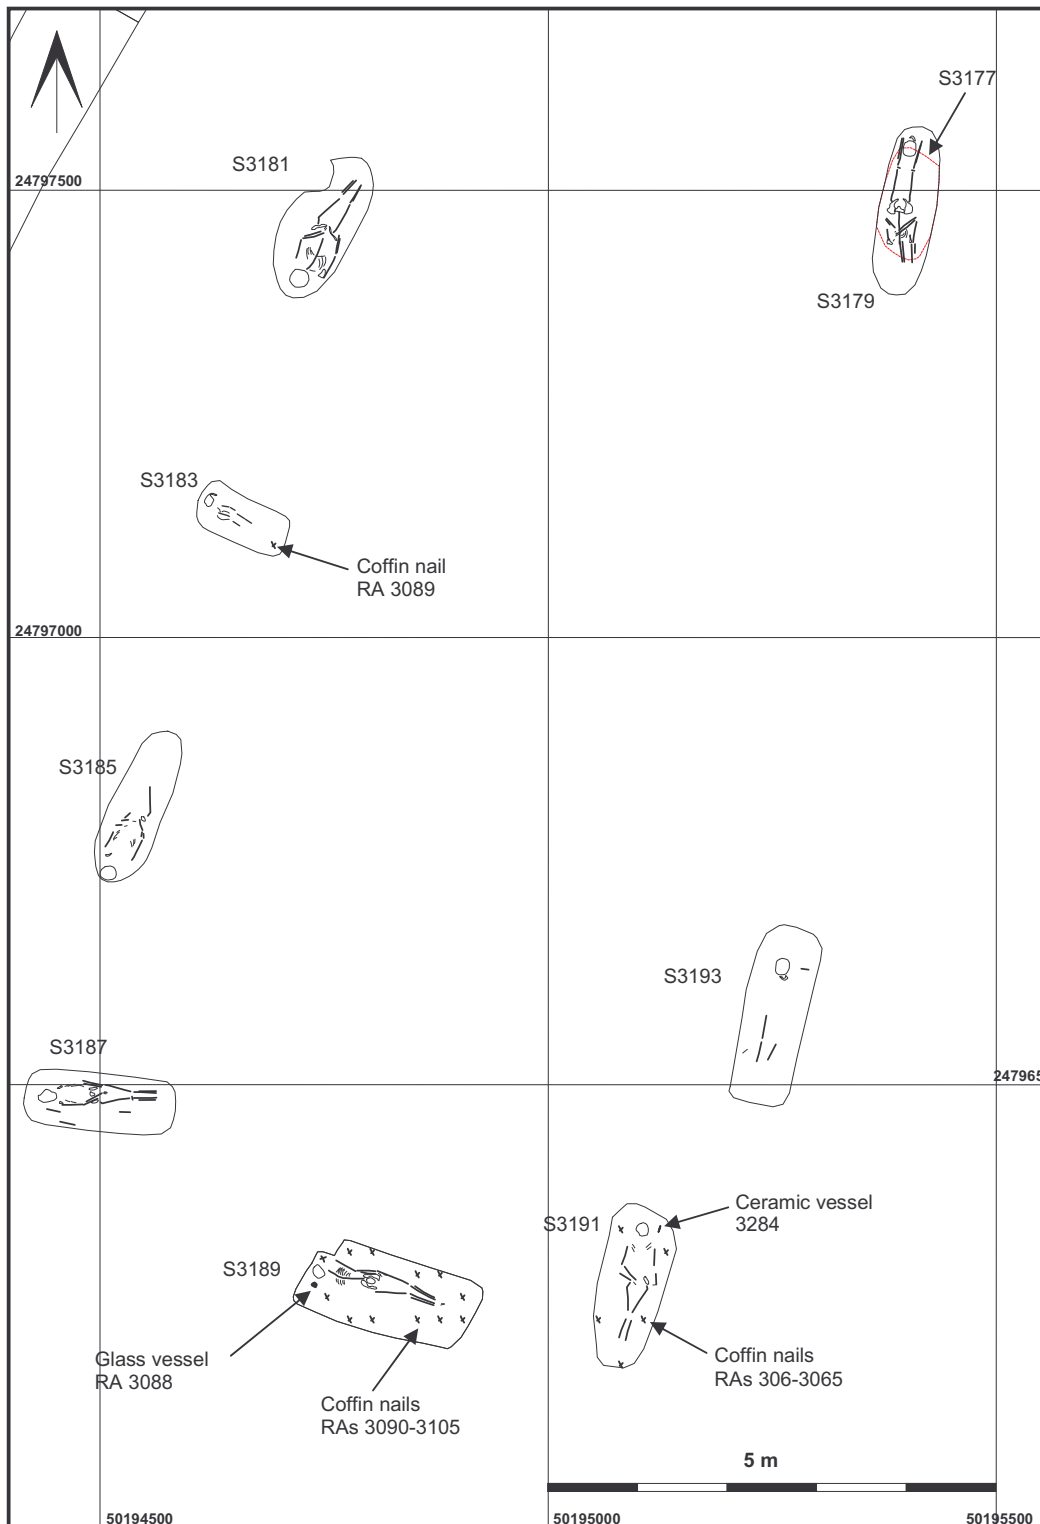 S3177
S3181
24797500
S3179
S3183
Coffin nail
RA 3089
24797000
S3185
S3193
S3187
247965
Ceramic vessel
3284
S3191
S3189
Glass vessel
RA 3088
Coffin nails
RAs 306-3065
Coffin nails
RAs 3090-3105
5 m
50194500
50195000
50195500